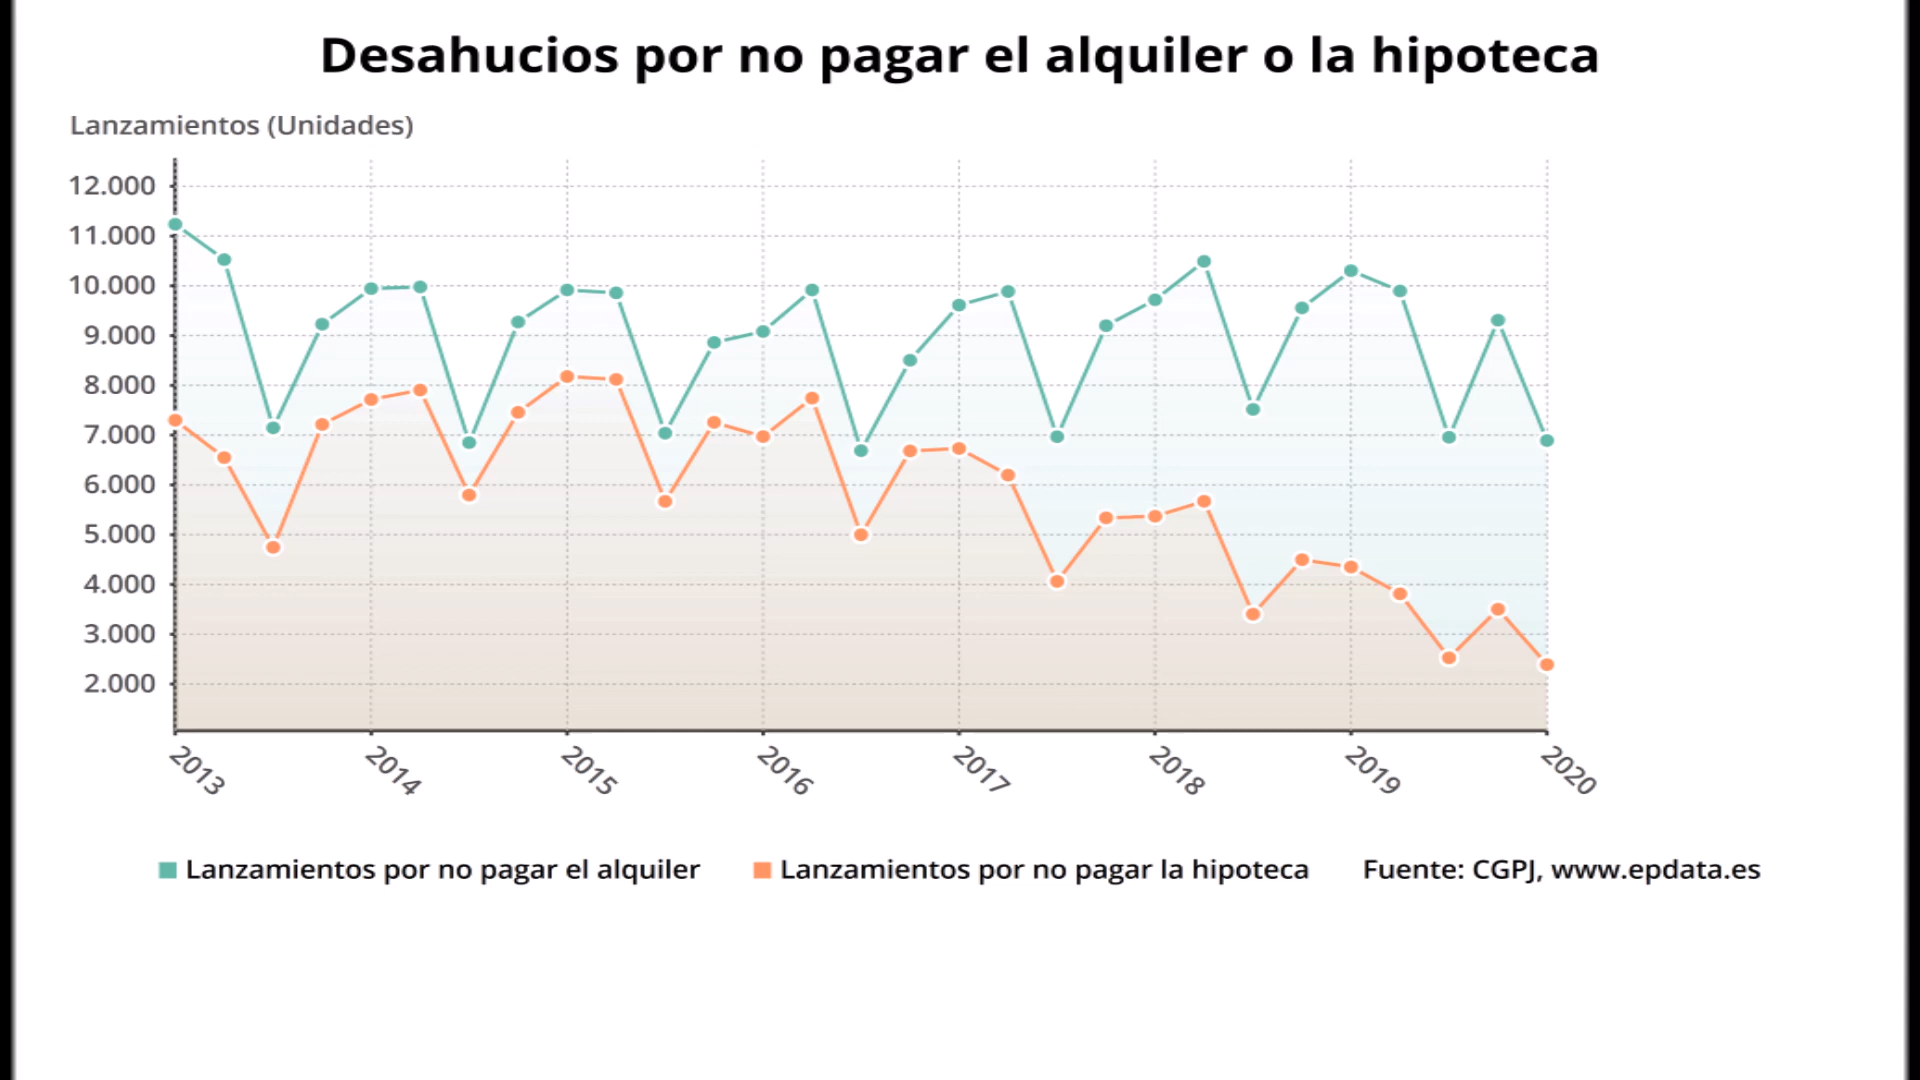 Desahucios por no pagar el alquiler o la hipoteca
Lanzamientos (Unidades)
12.000
11.000
10.000
9.000
8.000
7.000
6.000
5.000
4.000
3.000
2.000
2013 2014 2015 2016 2017 2018 2019 2020
Lanzamientos por no pagar el alquiler Lanzamientos por no pagar la hipoteca Fuente: CGPJ, www.epdata.es